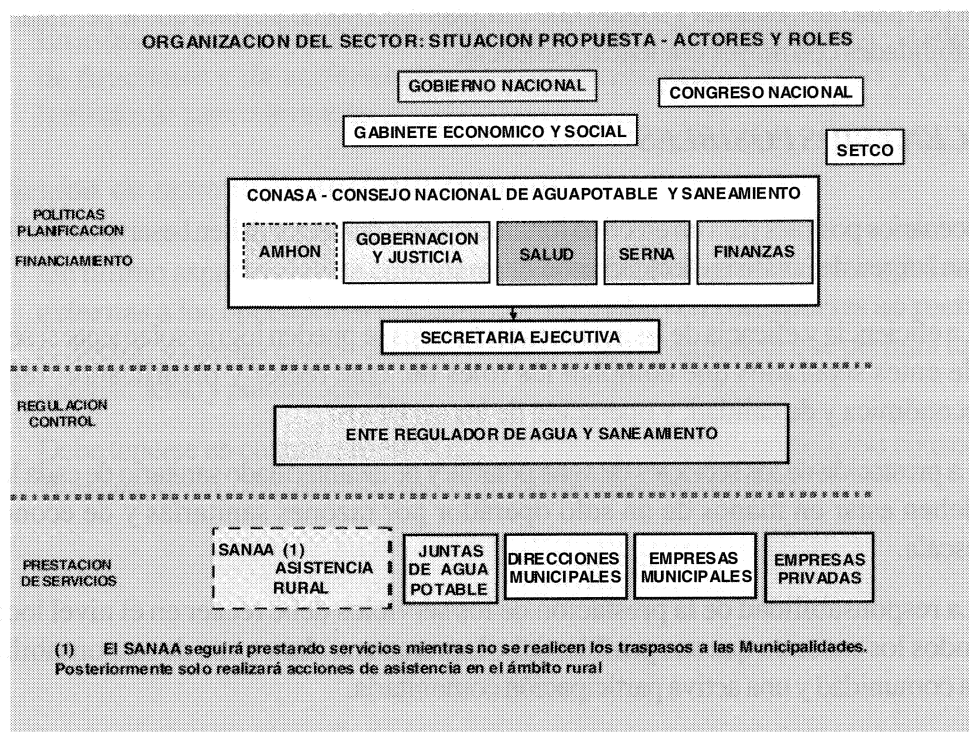 ORGANIZACION DEL SECTOR: SITUACION PROPUESTA - ACTORES Y ROLES
GOBIERNO NACIONAL
CONGRESO NACIONAL
GABINETE ECONOMICO Y SOCIAL
SETCO
CONASA - CONSEJO NACIONAL DE AGUAPOTABLE Y SANEAMIENTO
POLITICAS
PLANIFICACION
FINANCIAMIENTO
AMHON
GOBERNACION
Y JUSTICIA
SALUD
SERNA
FINANZAS
SECRETARIA EJECUTIVA
REGULACION
CONTROL
ENTE REGULADOR DE AGUA Y SANEAMIENTO
PRESTACION
DE SERVICIOS
SANAA (1)
ASISTENCIA
RURAL
JUNTAS
DE AGUA
POTABLE
DIRECCIONES
MUNICIPALES
EMPRESAS
MUNICIPALES
EMPRESAS
PRIVADAS
(1) El SANAA seguirá prestando servicios mientras no se realicen los traspasos a las Municipalidades.
Posteriormente solo realizará acciones de asistencia en el ámbito rural